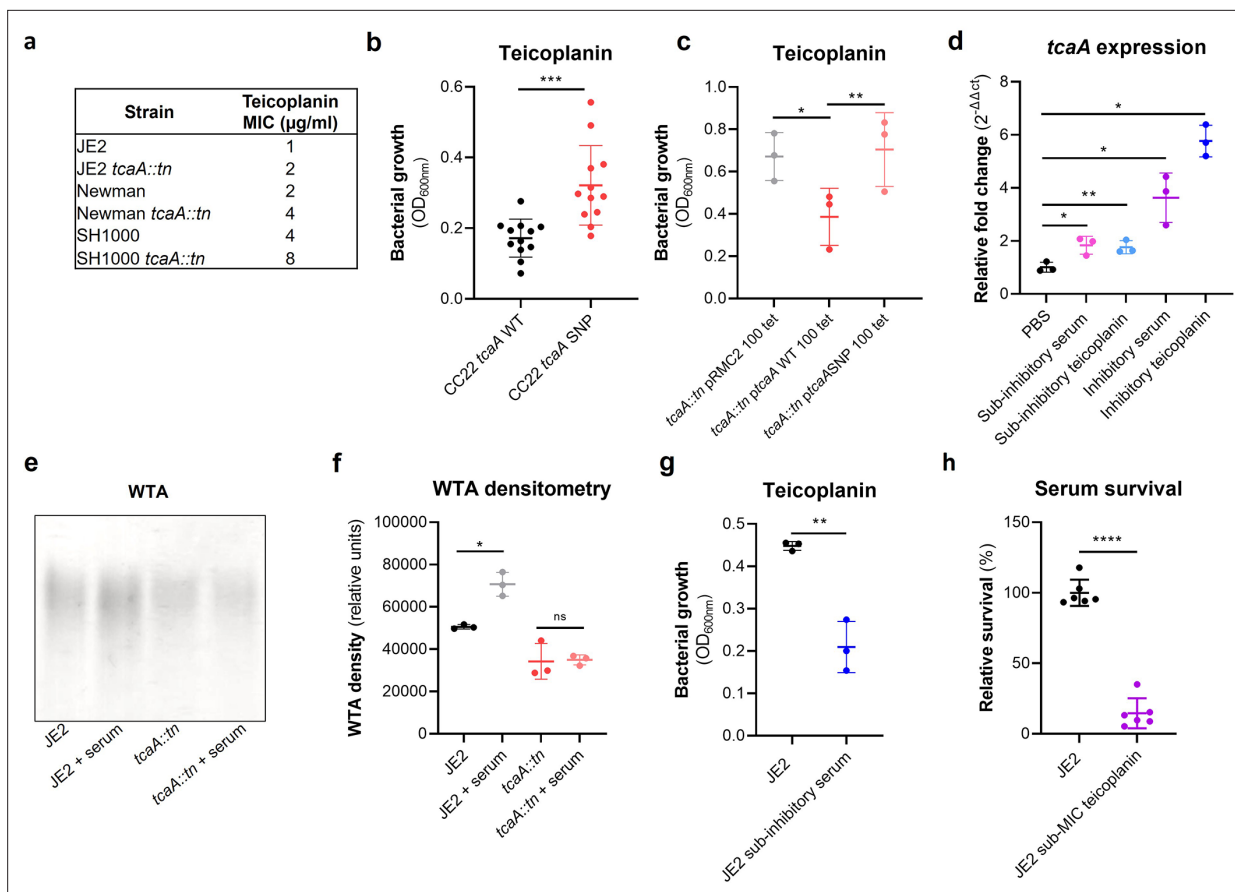 a
Strain Teicoplanin MIC (µg/ml)
JE2 1
JE2 tcaA::tn 2
Newman 2
Newman tcaA::tn 4
SH1000 4
SH1000 tcaA::tn 8
b
Teicoplanin
Bacterial growth
(OD600nm)
0.6
0.4
0.2
0.0
***
CC22 tcaA WT
CC22 tcaA SNP
c
Teicoplanin
Bacterial growth
(OD600nm)
1.0
0.8
0.6
0.4
0.2
0.0
*
**
tcaA::tn pRMC2 100 tet
tcaA::tn ptcaA WT 100 tet
tcaA::tn ptcaASNP 100 tet
d
tcaA expression
Relative fold change (2-ΔΔct)
8
6
4
2
0
*
*
**
*
PBS
Sub-inhibitory serum
Sub-inhibitory teicoplanin
Inhibitory serum
Inhibitory teicoplanin
e
WTA
JE2
JE2 + serum
tcaA::tn
tcaA::tn + serum
f
WTA densitometry
WTA density (relative units)
100000
80000
60000
40000
20000
0
*
ns
JE2
JE2 + serum
tcaA::tn
tcaA::tn + serum
g
Teicoplanin
Bacterial growth
(OD600nm)
0.5
0.4
0.3
0.2
0.1
0.0
**
JE2
JE2 sub-inhibitory serum
h
Serum survival
Relative survival (%)
150
100
50
0
****
JE2
JE2 sub-MIC teicoplanin